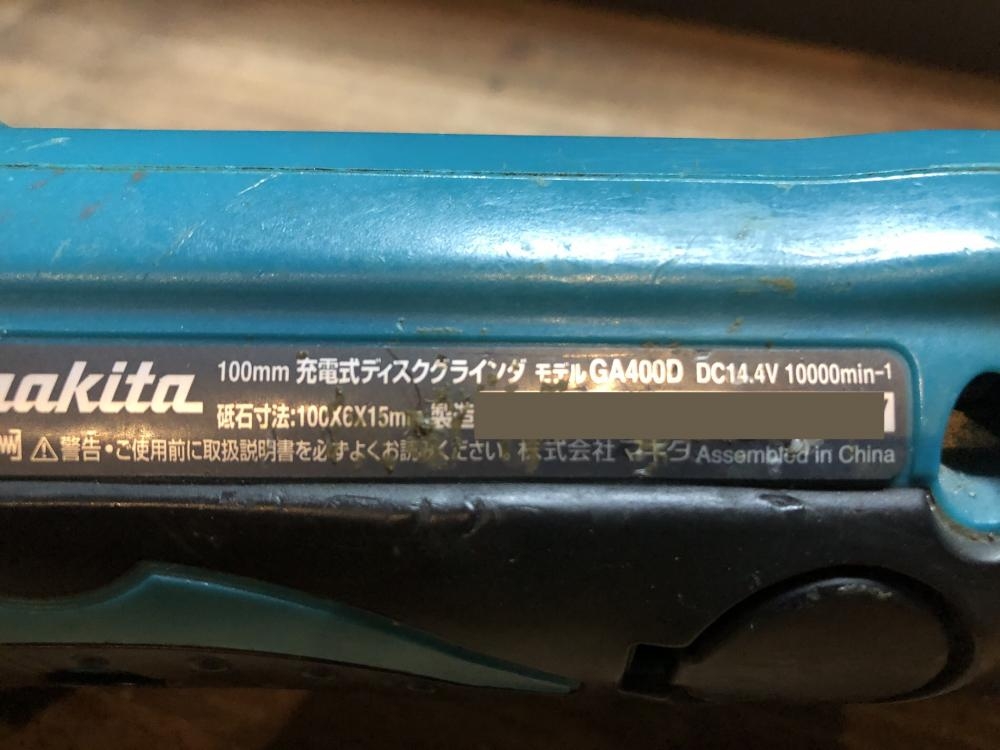 makita
100mm 充電式ディスクグラインダ モデル GA400D DC14.4V 10000min⁻¹
砥石寸法:100X6X15mm 製造
⚠警告・ご使用前に取扱説明書を必ずよくお読みください。 株式会社 マキタ Assembled in China